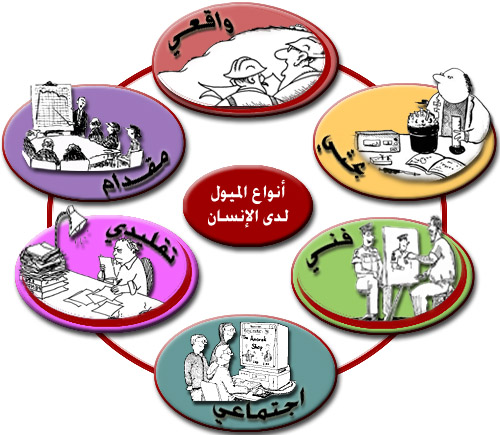 واقعي
بحثي
فني
اجتماعي
تقليدي
مقدام
أنواع الميول
لدى الإنسان